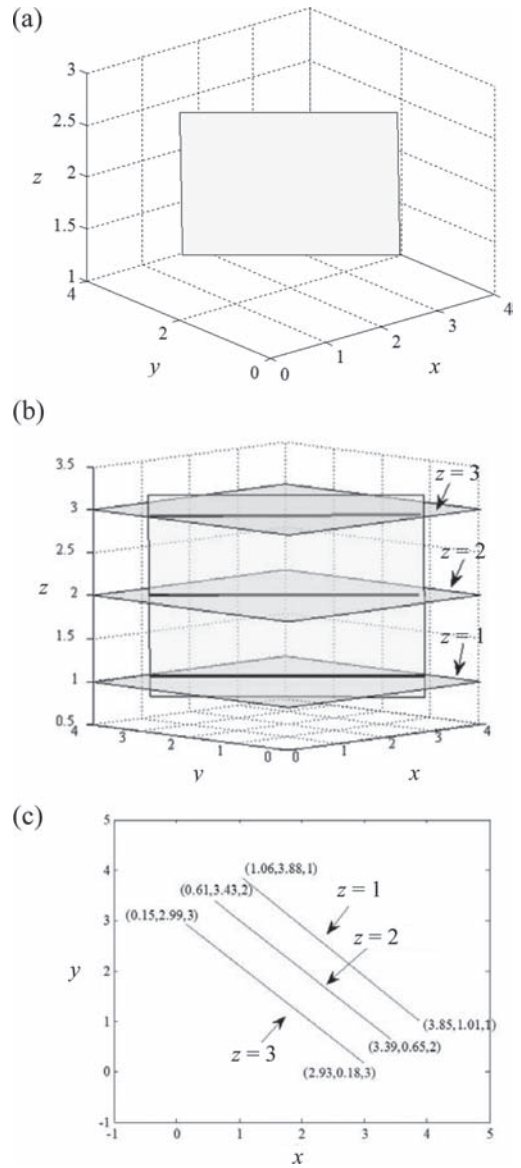 (a)
3
2.5
z
2
1.5
1
4
2
y
0
0
1
2
3
4
x
(b)
3.5
3
z = 3
2.5
z = 2
z
2
1.5
z = 1
1
0.5
4
3
2
1
0
0
1
2
3
4
y
x
(c)
5
4
(1.06,3.88,1)
(0.61,3.43,2)
z = 1
3
(0.15,2.99,3)
z = 2
y
2
1
z = 3
(3.85,1.01,1)
(3.39,0.65,2)
0
(2.93,0.18,3)
-1
-1
0
1
2
3
4
5
x